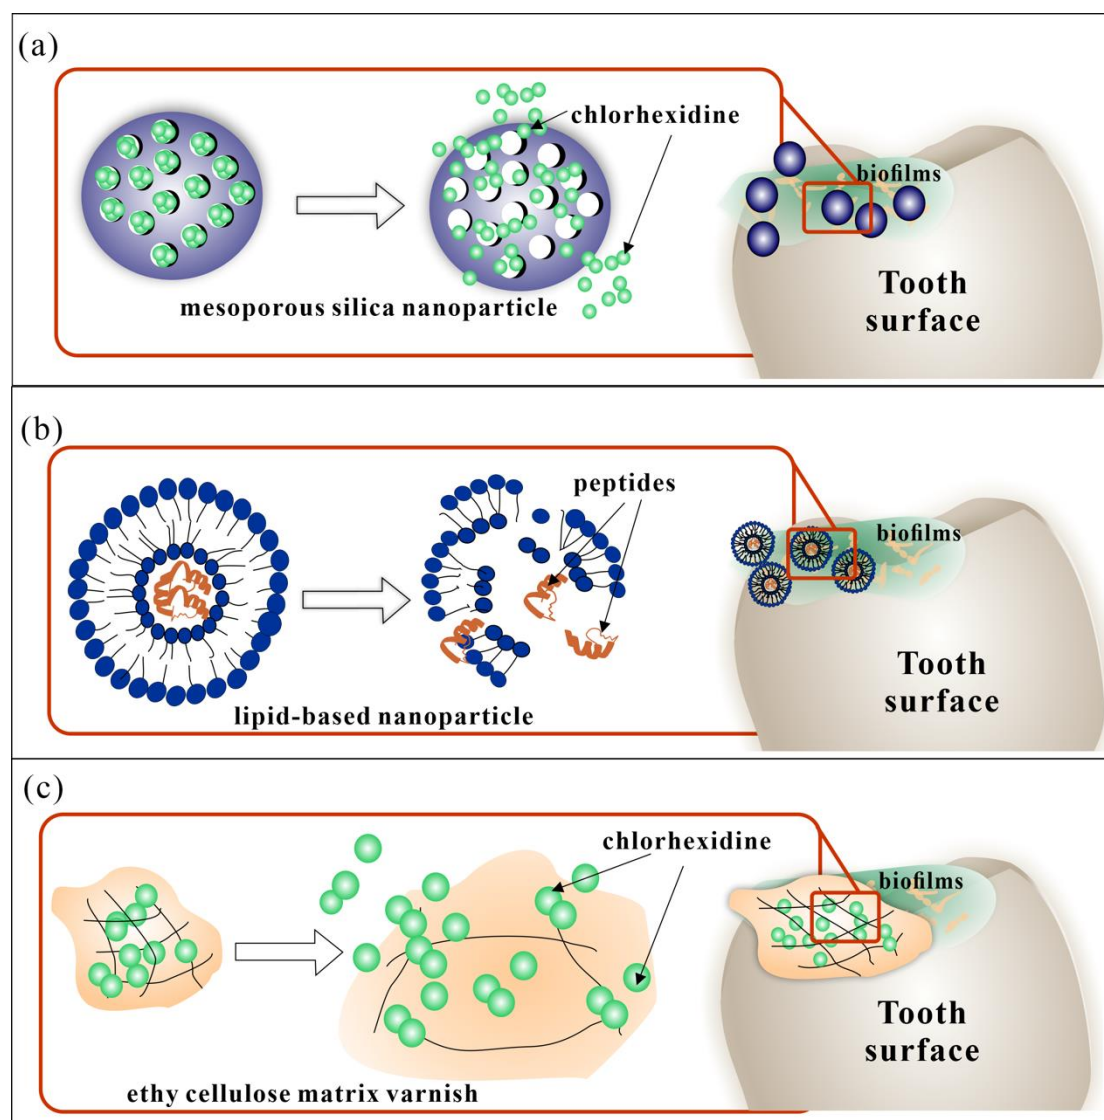 (a)
chlorhexidine
biofilms
mesoporous silica nanoparticle
Tooth
surface
(b)
peptides
biofilms
lipid-based nanoparticle
Tooth
surface
(c)
chlorhexidine
biofilms
ethy cellulose matrix varnish
Tooth
surface